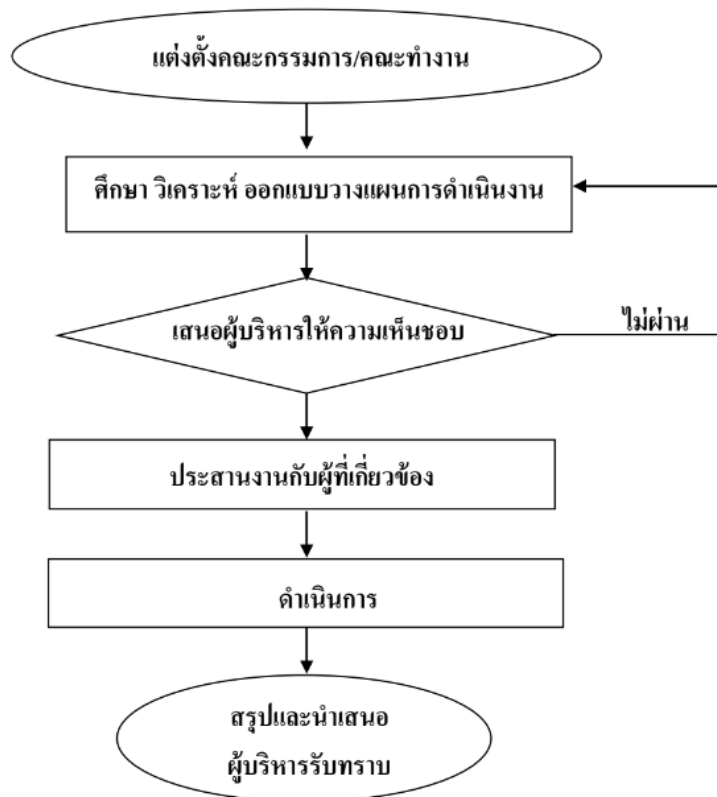 แต่งตั้งคณะกรรมการ/คณะทำงาน
ศึกษา วิเคราะห์ ออกแบบวางแผนการดำเนินงาน
เสนอผู้บริหารให้ความเห็นชอบ
ไม่ผ่าน
ประสานงานกับผู้ที่เกี่ยวข้อง
ดำเนินการ
สรุปและนำเสนอ
ผู้บริหารรับทราบ